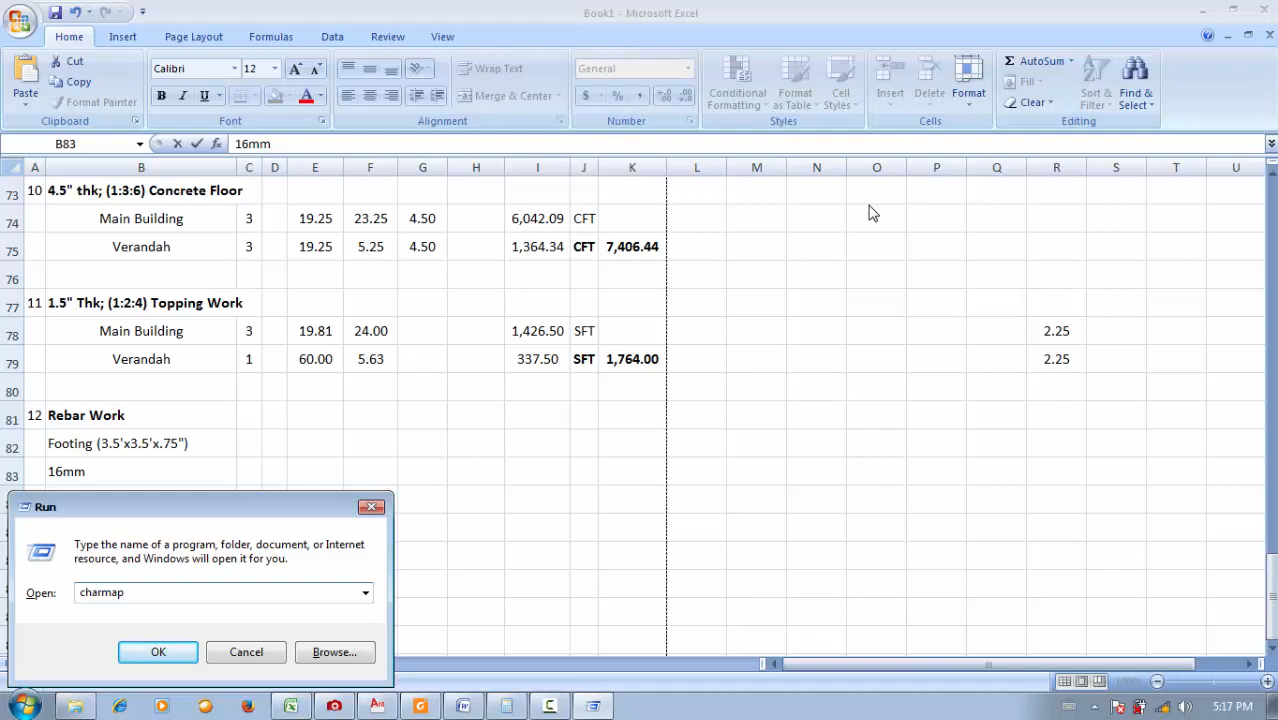 Book1 - Microsoft Excel
Home Insert Page Layout Formulas Data Review View
Paste Cut Copy Format Painter Clipboard
Calibri 12 A A B I U A Font
Wrap Text Merge & Center Alignment
General $ % , Number
Conditional Formatting Format as Table Cell Styles Styles
Insert Delete Format Cells
Σ AutoSum Fill Clear Sort & Filter Find & Select Editing
B83 fx 16mm
A B C D E F G H I J K L M N O P Q R S T U
73 10 4.5" thk; (1:3:6) Concrete Floor
74 Main Building 3 19.25 23.25 4.50 6,042.09 CFT
75 Verandah 3 19.25 5.25 4.50 1,364.34 CFT 7,406.44
76
77 11 1.5" Thk; (1:2:4) Topping Work
78 Main Building 3 19.81 24.00 1,426.50 SFT 2.25
79 Verandah 1 60.00 5.63 337.50 SFT 1,764.00 2.25
80
81 12 Rebar Work
82 Footing (3.5'x3.5'x.75")
83 16mm
Run
Type the name of a program, folder, document, or Internet
resource, and Windows will open it for you.
Open: charmap
OK Cancel Browse...
100%
5:17 PM